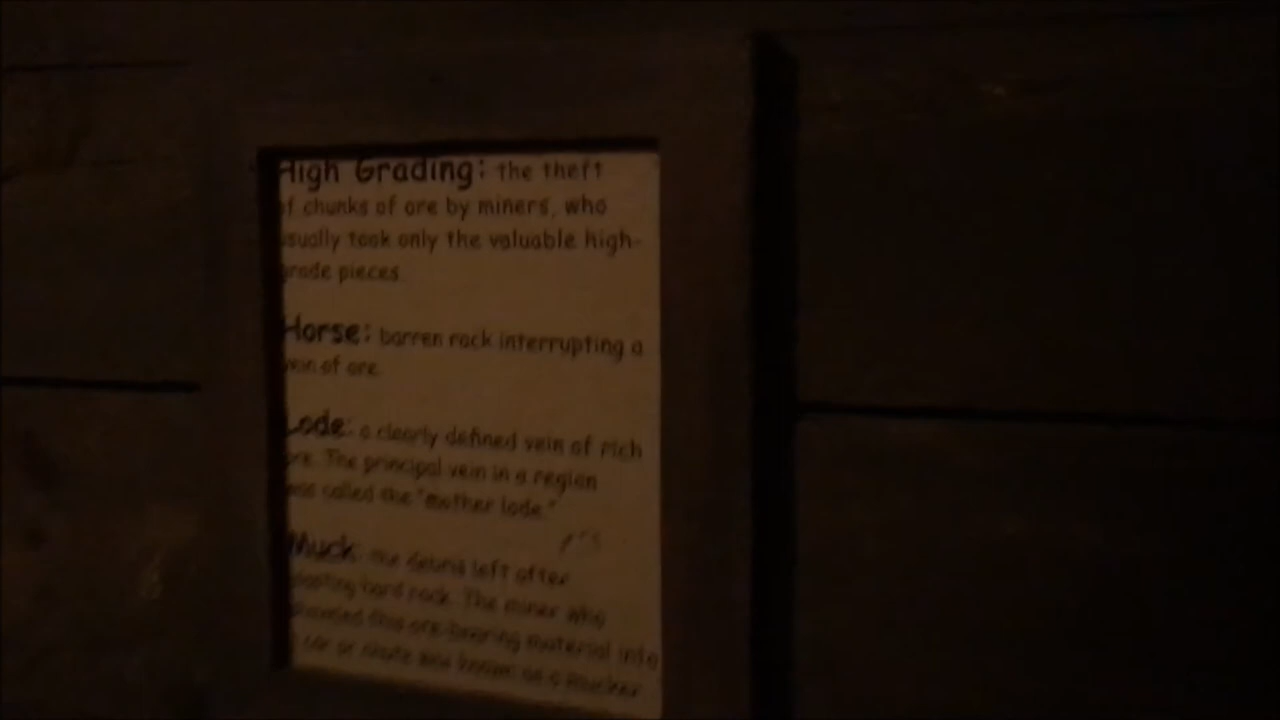 High Grading: the theft
of chunks of ore by miners, who
usually took only the valuable high-
grade pieces.
Horse: barren rock interrupting a
vein of ore.
Lode: a clearly defined vein of rich
ore. The principal vein in a region
was called the "mother lode."
Muck: the debris left after
blasting hard rock. The miner who
shoveled this ore-bearing material into
a car or chute was known as a mucker